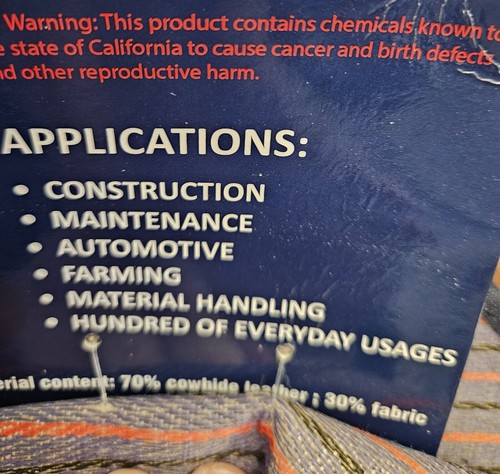 Warning: This product contains chemicals known to
state of California to cause cancer and birth defects
nd other reproductive harm.
APPLICATIONS:
• CONSTRUCTION
• MAINTENANCE
• AUTOMOTIVE
• FARMING
• MATERIAL HANDLING
• HUNDRED OF EVERYDAY USAGES
erial content: 70% cowhide leather ; 30% fabric